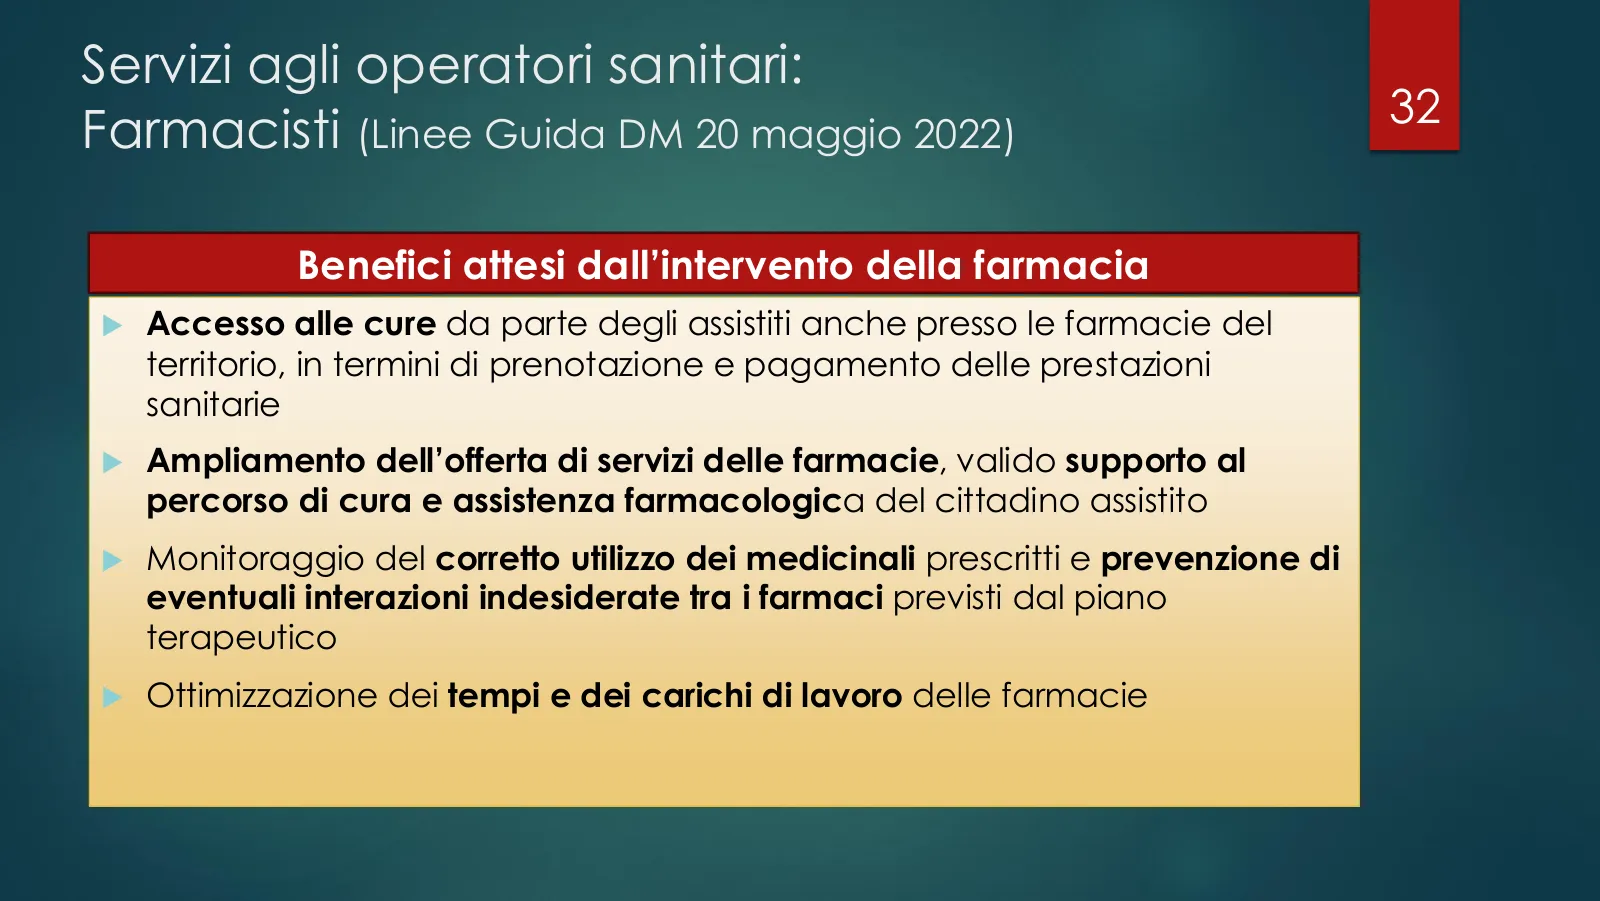 Servizi agli operatori sanitari:
Farmacisti (Linee Guida DM 20 maggio 2022)
32
Benefici attesi dall’intervento della farmacia
Accesso alle cure da parte degli assistiti anche presso le farmacie del
territorio, in termini di prenotazione e pagamento delle prestazioni
sanitarie
Ampliamento dell’offerta di servizi delle farmacie, valido supporto al
percorso di cura e assistenza farmacologica del cittadino assistito
Monitoraggio del corretto utilizzo dei medicinali prescritti e prevenzione di
eventuali interazioni indesiderate tra i farmaci previsti dal piano
terapeutico
Ottimizzazione dei tempi e dei carichi di lavoro delle farmacie